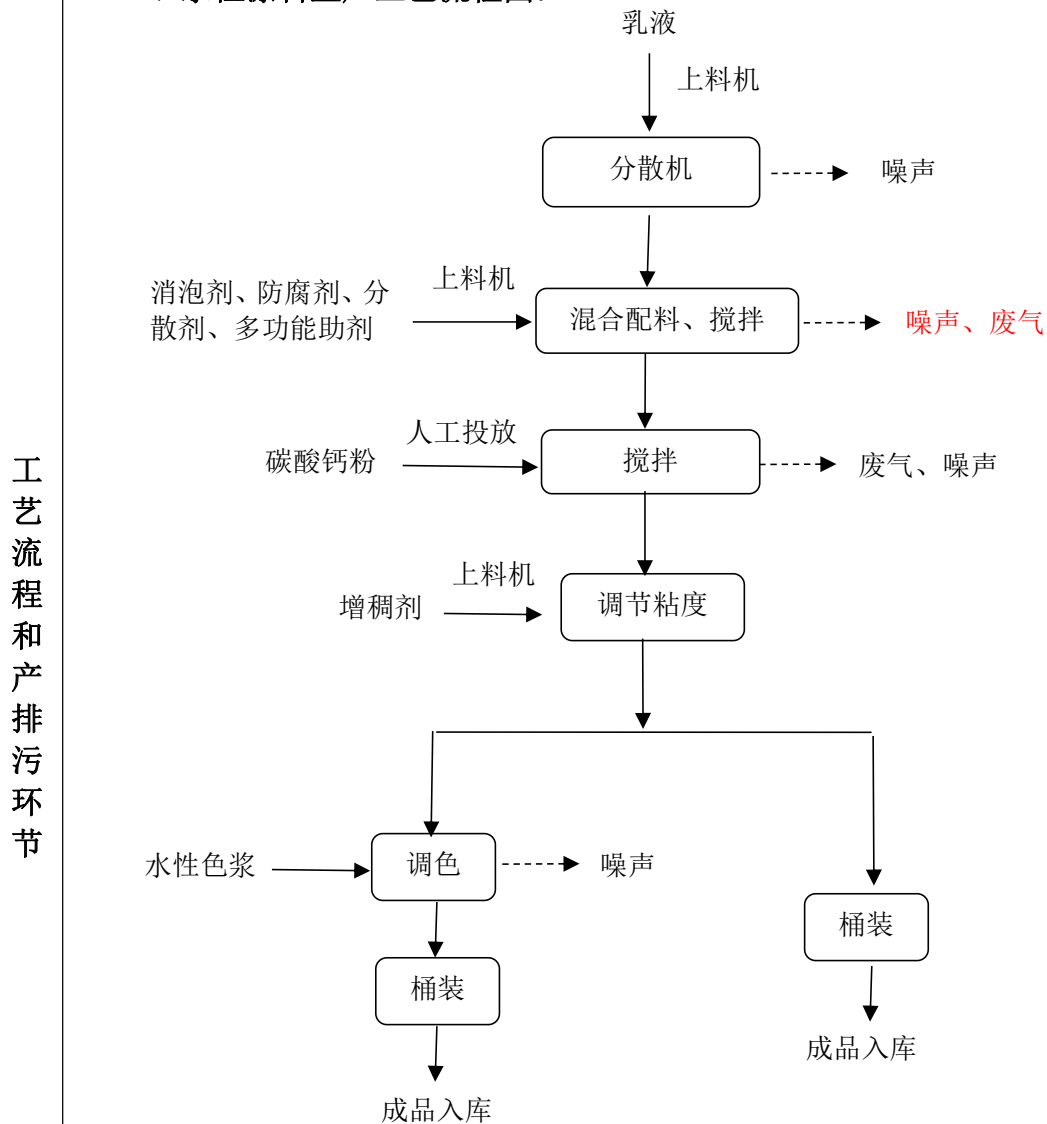 乳液
上料机
分散机
噪声
消泡剂、防腐剂、分
散剂、多功能助剂
上料机
混合配料、搅拌
噪声、废气
碳酸钙粉
人工投放
搅拌
废气、噪声
增稠剂
上料机
调节粘度
工艺流程和产排污环节
水性色浆
调色
噪声
桶装
桶装
成品入库
成品入库